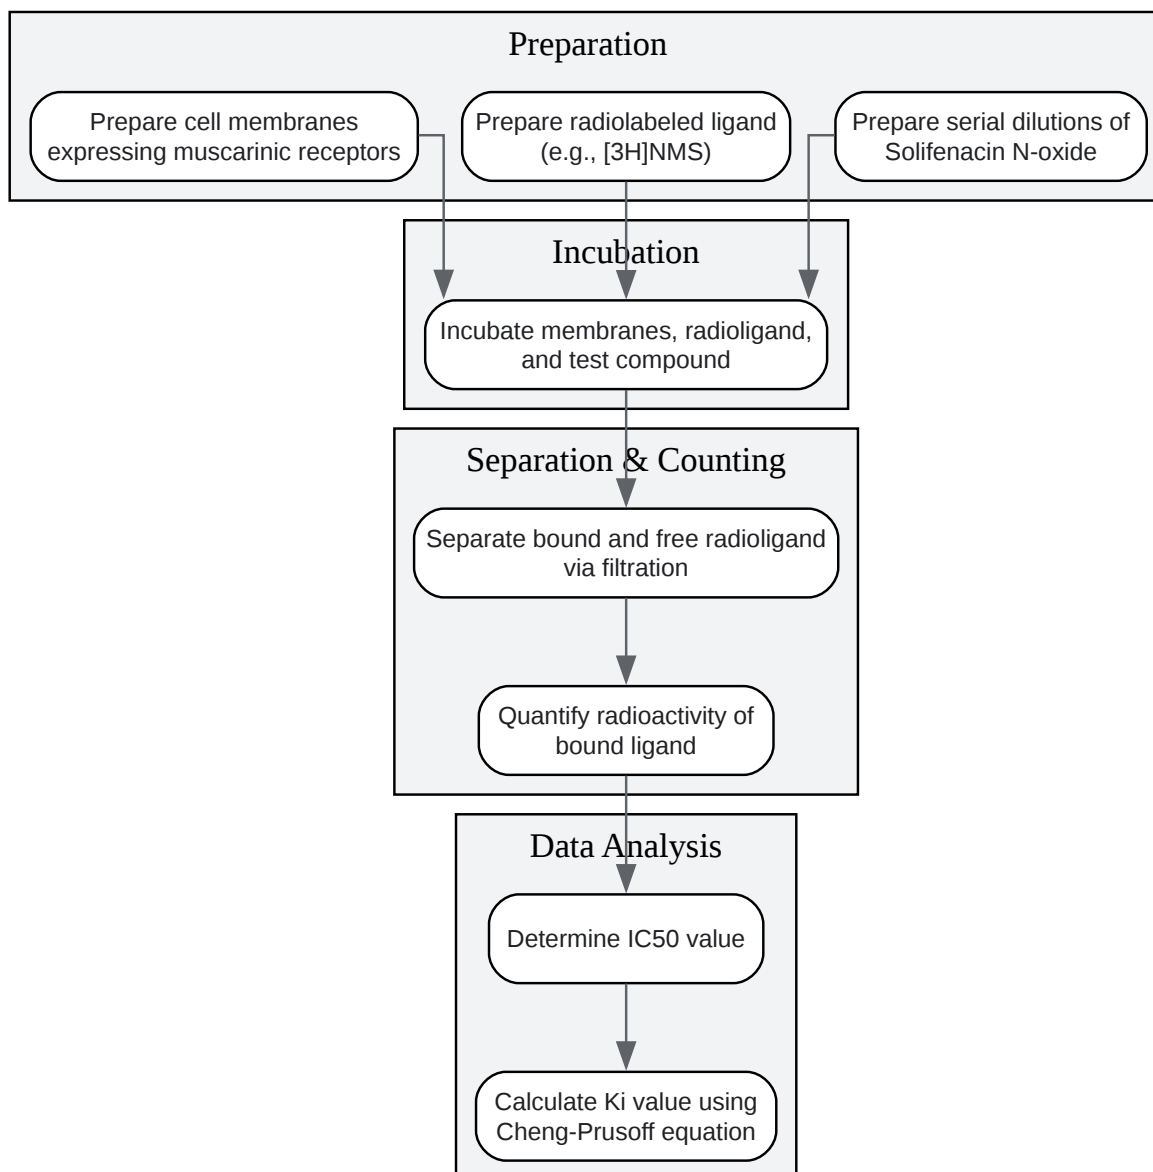 Preparation
Prepare cell membranes
expressing muscarinic receptors
Prepare radiolabeled ligand
(e.g., [3H]NMS)
Prepare serial dilutions of
Solifenacin N-oxide
Incubation
Incubate membranes, radioligand,
and test compound
Separation & Counting
Separate bound and free radioligand
via filtration
Quantify radioactivity of
bound ligand
Data Analysis
Determine IC50 value
Calculate Ki value using
Cheng-Prusoff equation